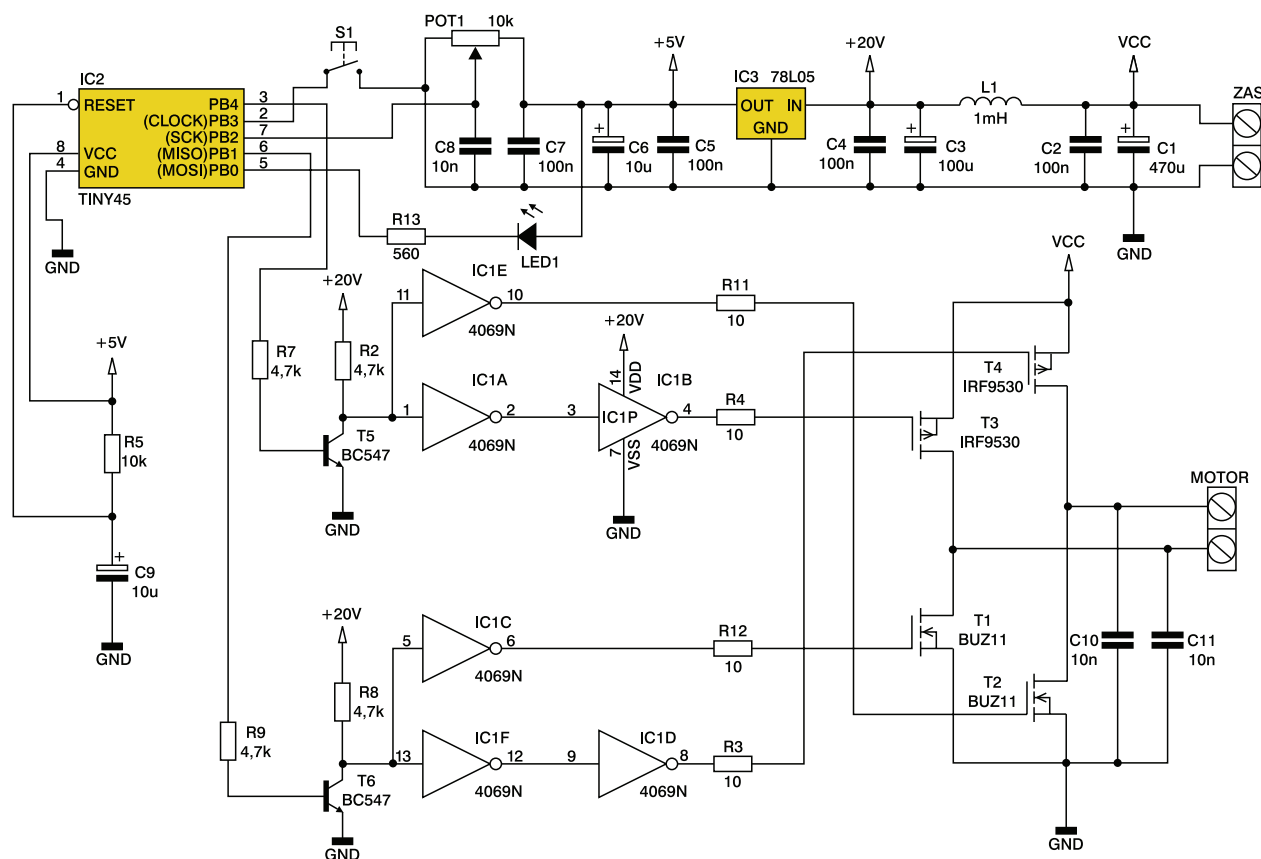 S1
POT1
10k
+5V
+20V
VCC
IC2
1
RESET
PB4
3
(CLOCK)PB3
2
(SCK)PB2
7
8
VCC
(MISO)PB1
6
4
GND
(MOSI)PB0
5
TINY45
GND
C8
10n
C7
100n
C6
+
10u
C5
100n
IC3
78L05
OUT
IN
GND
C4
100n
C3
+
100u
L1
1mH
C2
100n
C1
+
470u
ZAS
GND
R13
560
LED1
VCC
+20V
IC1E
11
10
4069N
R11
10
R7
4,7k
R2
4,7k
IC1A
1
2
4069N
T5
BC547
GND
+20V
14
VDD
IC1B
3
IC1P
4
4069N
7
VSS
GND
R4
10
T4
IRF9530
T3
IRF9530
MOTOR
+5V
R5
10k
+
C9
10u
GND
+20V
IC1C
5
6
4069N
R12
10
T1
BUZ11
C10
10n
C11
10n
T2
BUZ11
R8
4,7k
R9
4,7k
IC1F
13
12
4069N
IC1D
9
8
4069N
R3
10
T6
BC547
GND
GND